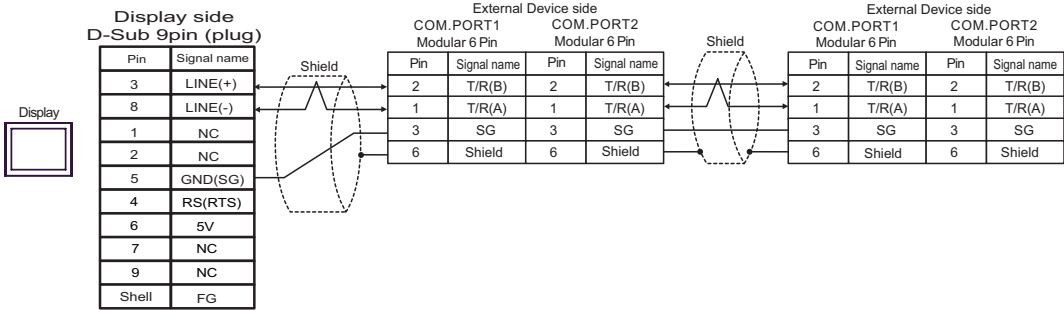 Display
Display side
D-Sub 9pin (plug)
Pin Signal name
3 LINE(+)
8 LINE(-)
1 NC
2 NC
5 GND(SG)
4 RS(RTS)
6 5V
7 NC
9 NC
Shell FG
Shield
External Device side
COM.PORT1 COM.PORT2
Modular 6 Pin Modular 6 Pin
Pin Signal name Pin Signal name
2 T/R(B) 2 T/R(B)
1 T/R(A) 1 T/R(A)
3 SG 3 SG
6 Shield 6 Shield
Shield
External Device side
COM.PORT1 COM.PORT2
Modular 6 Pin Modular 6 Pin
Pin Signal name Pin Signal name
2 T/R(B) 2 T/R(B)
1 T/R(A) 1 T/R(A)
3 SG 3 SG
6 Shield 6 Shield